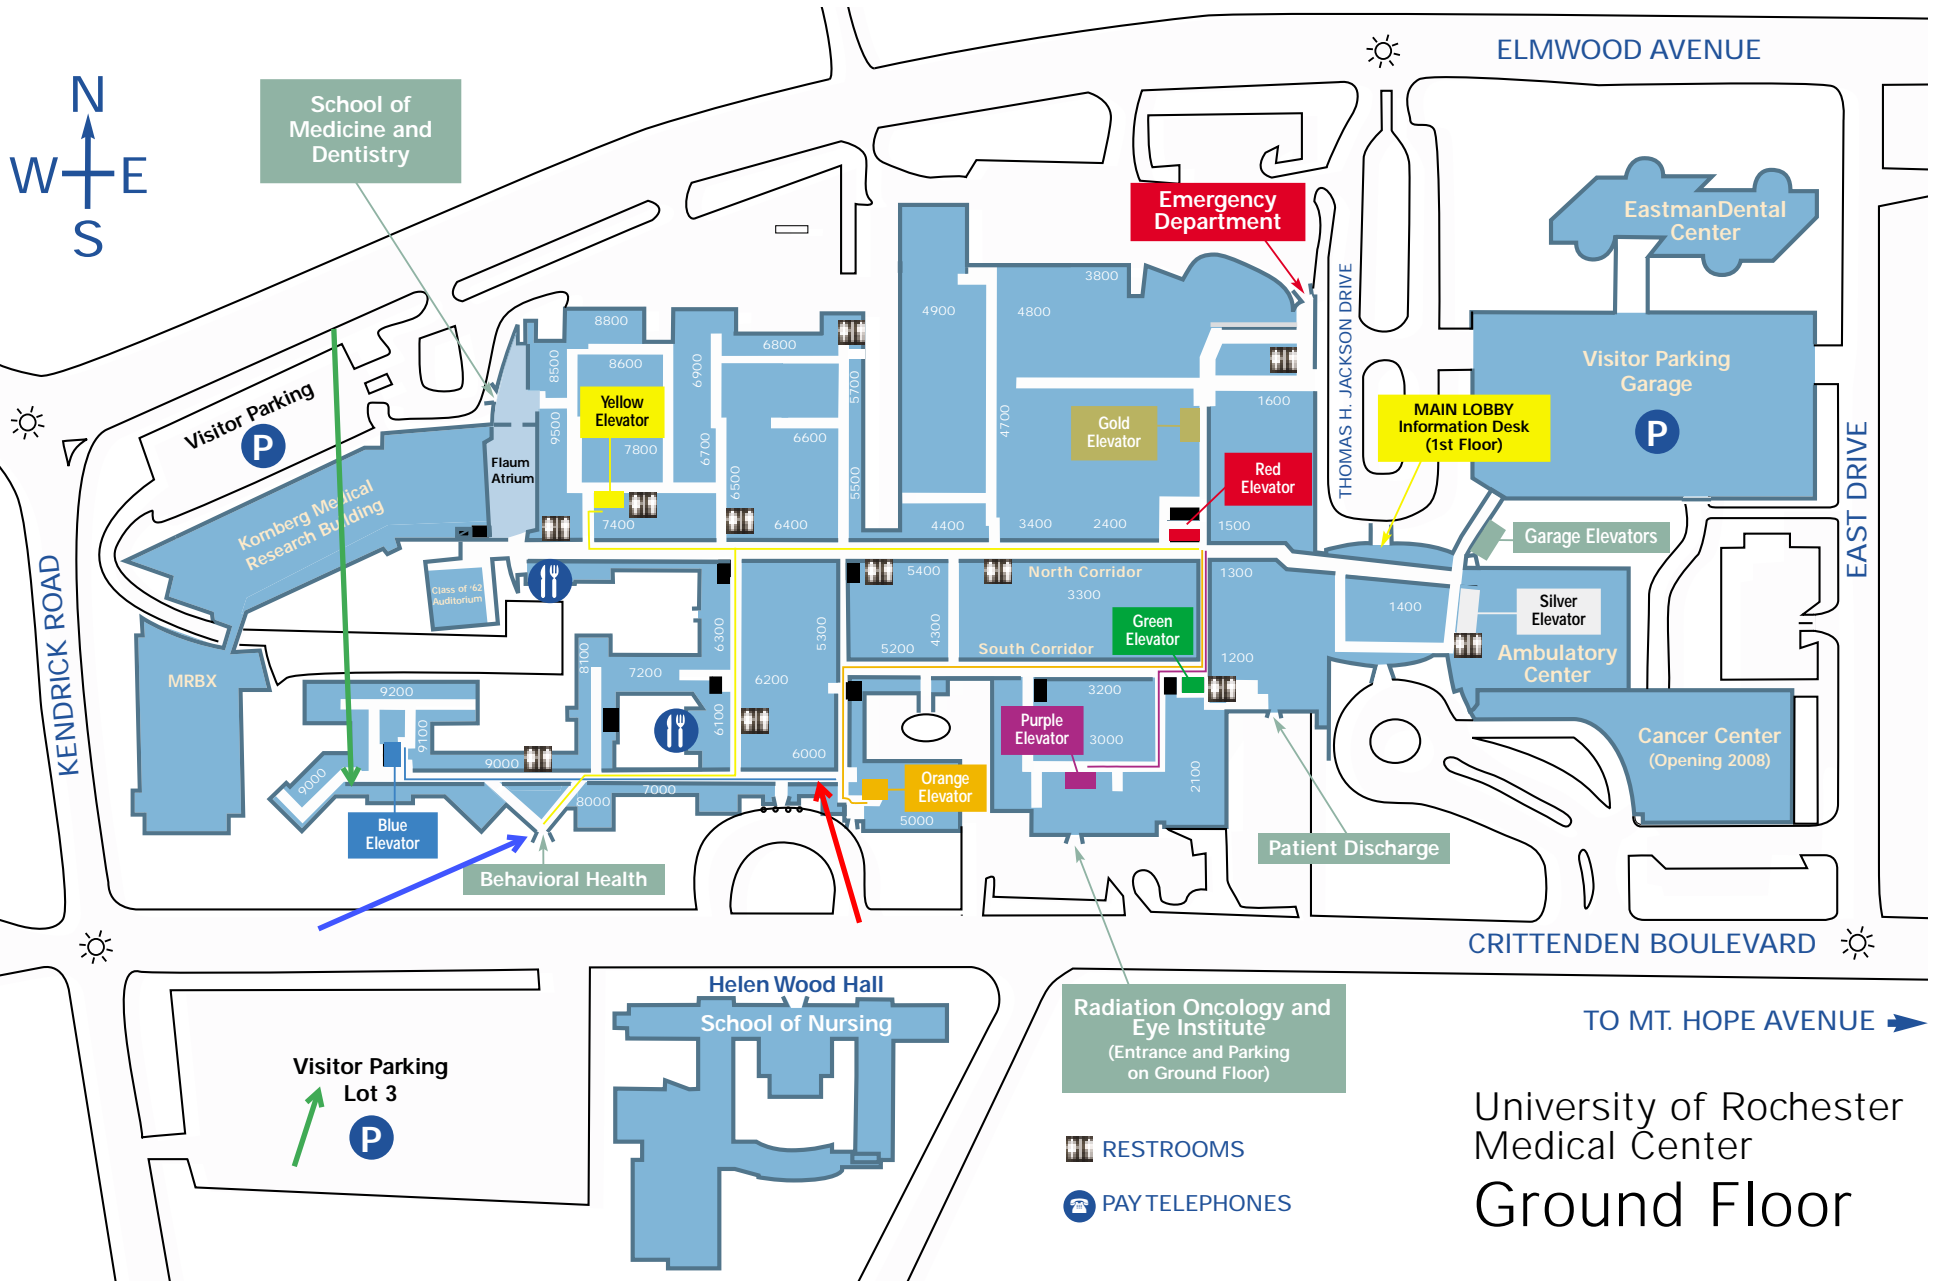 ELMWOOD AVENUE
N
W E
S
School of
Medicine and
Dentistry
Emergency
Department
EastmanDental
Center
THOMAS H. JACKSON DRIVE
3800
4900
4800
8800
8600
8500
6900
6800
5700
Visitor Parking
Garage
P
Visitor Parking
P
Yellow
Elevator
9500
7800
6700
6600
6500
5500
4700
Gold
Elevator
1600
MAIN LOBBY
Information Desk
(1st Floor)
Red
Elevator
Flaum
Atrium
EAST DRIVE
Kornberg Medical
Research Building
7400
6400
4400
3400
2400
1500
Garage Elevators
KENDRICK ROAD
Class of '62
Auditorium
5400
North Corridor
3300
1300
1400
Silver
Elevator
Green
Elevator
6300
5300
4300
5200
South Corridor
1200
Ambulatory
Center
MRBX
8100
7200
6200
9200
3200
6100
Purple
Elevator
3000
9100
9000
6000
Cancer Center
(Opening 2008)
9000
7000
8000
Orange
Elevator
5000
2100
Blue
Elevator
Patient Discharge
Behavioral Health
CRITTENDEN BOULEVARD
Helen Wood Hall
School of Nursing
Radiation Oncology and
Eye Institute
(Entrance and Parking
on Ground Floor)
TO MT. HOPE AVENUE
Visitor Parking
Lot 3
P
RESTROOMS
PAY TELEPHONES
University of Rochester
Medical Center
Ground Floor